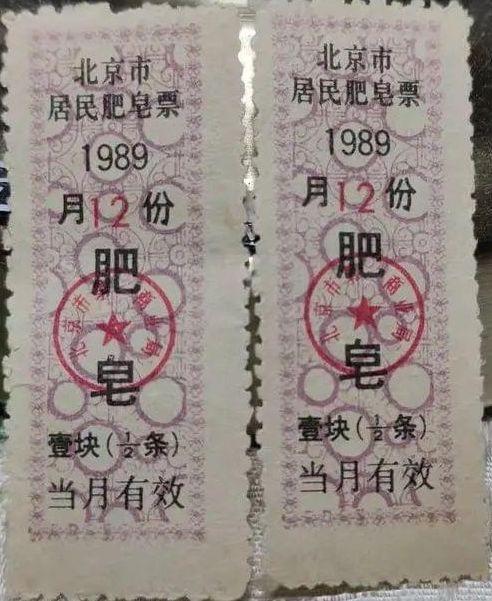 北京市
居民肥皂票
1989
月12份
肥
皂
壹块(½条)
当月有效
北京市
居民肥皂票
1989
月12份
肥
皂
壹块(½条)
当月有效